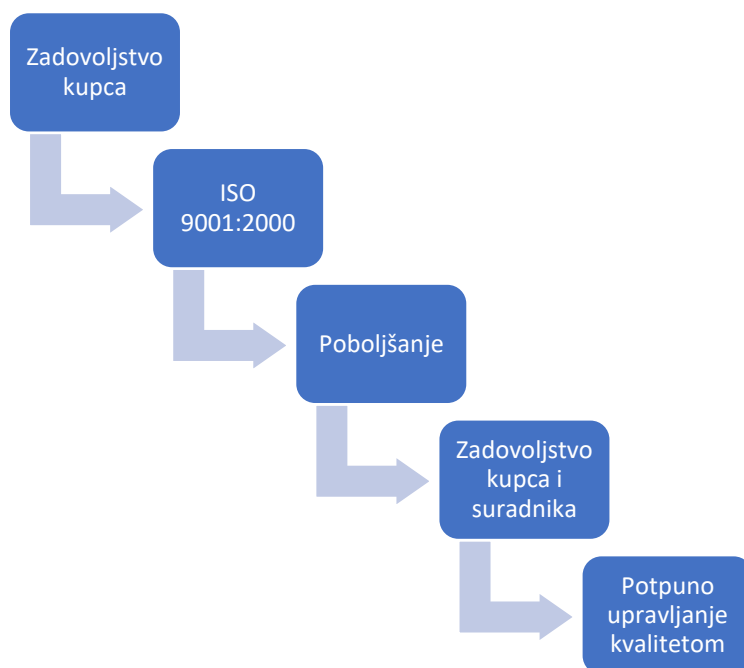 Zadovoljstvo
kupca
ISO
9001:2000
Poboljšanje
Zadovoljstvo
kupca i
suradnika
Potpuno
upravljanje
kvalitetom